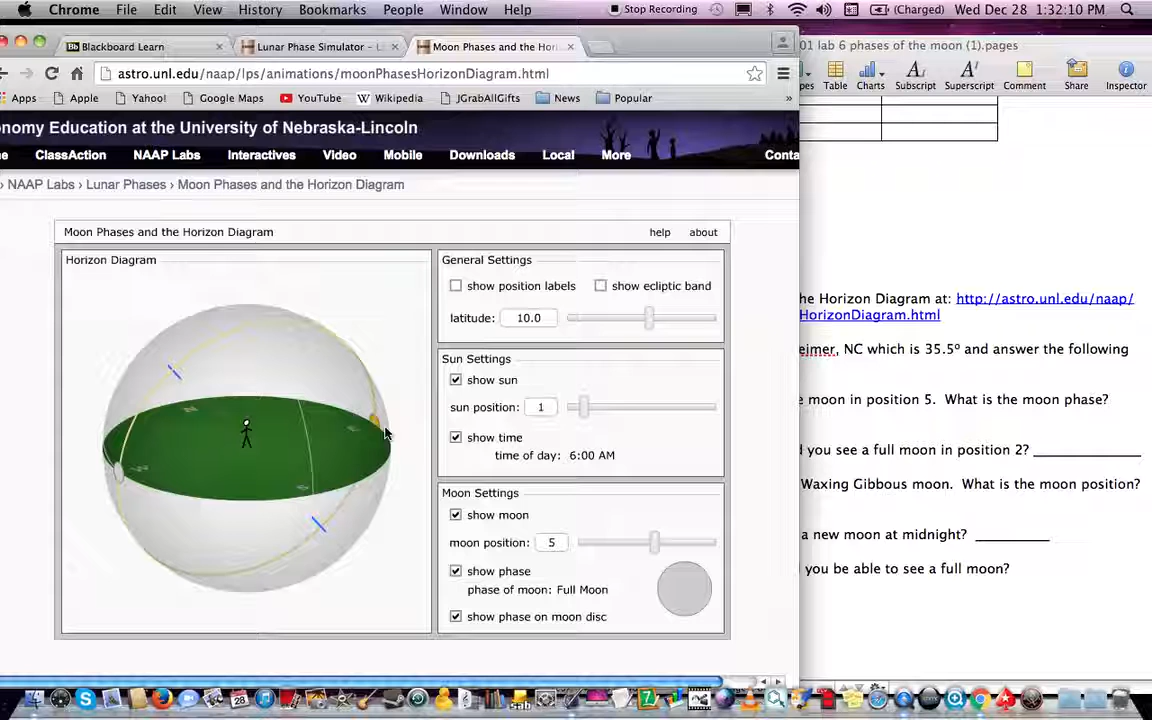 Chrome File Edit View History Bookmarks People Window Help Stop Recording (Charged) Wed Dec 28 1:32:10 PM
Blackboard Learn × Lunar Phase Simulator – × Moon Phases and the Hori ×
01 lab 6 phases of the moon (1).pages
astro.unl.edu/naap/lps/animations/moonPhasesHorizonDiagram.html
Table Charts Subscript Superscript Comment Share Inspector
Apps Apple Yahoo! Google Maps YouTube Wikipedia JGrabAllGifts News Popular »
onomy Education at the University of Nebraska-Lincoln
e ClassAction NAAP Labs Interactives Video Mobile Downloads Local More Conta
› NAAP Labs › Lunar Phases › Moon Phases and the Horizon Diagram
Moon Phases and the Horizon Diagram help about
Horizon Diagram
General Settings
show position labels show ecliptic band
latitude: 10.0
Sun Settings
show sun
sun position: 1
show time
time of day: 6:00 AM
Moon Settings
show moon
moon position: 5
show phase
phase of moon: Full Moon
show phase on moon disc
he Horizon Diagram at: http://astro.unl.edu/naap/
HorizonDiagram.html
eimer, NC which is 35.5º and answer the following
e moon in position 5. What is the moon phase?
d you see a full moon in position 2?
Waxing Gibbous moon. What is the moon position?
a new moon at midnight?
you be able to see a full moon?